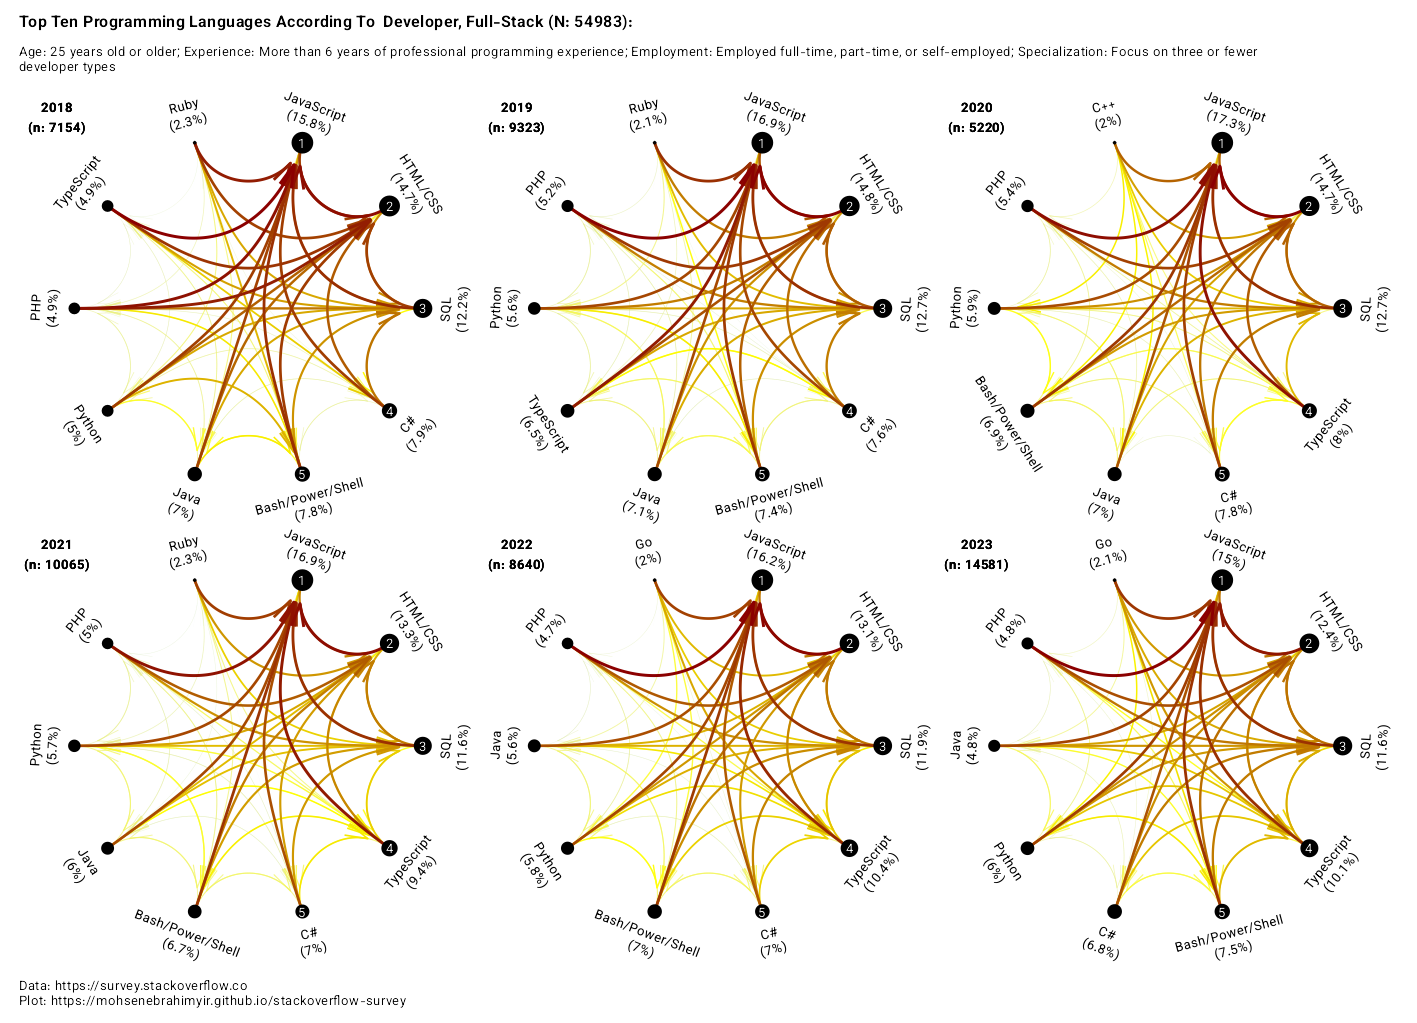 Top Ten Programming Languages According To  Developer, Full-Stack (N: 54983):
Age: 25 years old or older; Experience: More than 6 years of professional programming experience; Employment: Employed full-time, part-time, or self-employed; Specialization: Focus on three or fewer
developer types
2018
(n: 7154)
JavaScript
(15.8%)
1
HTML/CSS
(14.7%)
2
SQL
(12.2%)
3
C#
(7.9%)
4
Bash/Power/Shell
(7.8%)
5
Java
(7%)
Python
(5%)
PHP
(4.9%)
TypeScript
(4.9%)
Ruby
(2.3%)
2019
(n: 9323)
JavaScript
(16.9%)
1
HTML/CSS
(14.8%)
2
SQL
(12.7%)
3
C#
(7.6%)
4
Bash/Power/Shell
(7.4%)
5
Java
(7.1%)
TypeScript
(6.5%)
Python
(5.6%)
PHP
(5.2%)
Ruby
(2.1%)
2020
(n: 5220)
JavaScript
(17.3%)
1
HTML/CSS
(14.7%)
2
SQL
(12.7%)
3
TypeScript
(8%)
4
C#
(7.8%)
5
Java
(7%)
Bash/Power/Shell
(6.9%)
Python
(5.9%)
PHP
(5.4%)
C++
(2%)
2021
(n: 10065)
JavaScript
(16.9%)
1
HTML/CSS
(13.3%)
2
SQL
(11.6%)
3
TypeScript
(9.4%)
4
C#
(7%)
5
Bash/Power/Shell
(6.7%)
Java
(6%)
Python
(5.7%)
PHP
(5%)
Ruby
(2.3%)
2022
(n: 8640)
JavaScript
(16.2%)
1
HTML/CSS
(13.1%)
2
SQL
(11.9%)
3
TypeScript
(10.4%)
4
C#
(7%)
5
Bash/Power/Shell
(7%)
Python
(5.8%)
Java
(5.6%)
PHP
(4.7%)
Go
(2%)
2023
(n: 14581)
JavaScript
(15%)
1
HTML/CSS
(12.4%)
2
SQL
(11.6%)
3
TypeScript
(10.1%)
4
Bash/Power/Shell
(7.5%)
5
C#
(6.8%)
Python
(6%)
Java
(4.8%)
PHP
(4.8%)
Go
(2.1%)
Data: https://survey.stackoverflow.co
Plot: https://mohsenebrahimyir.github.io/stackoverflow-survey